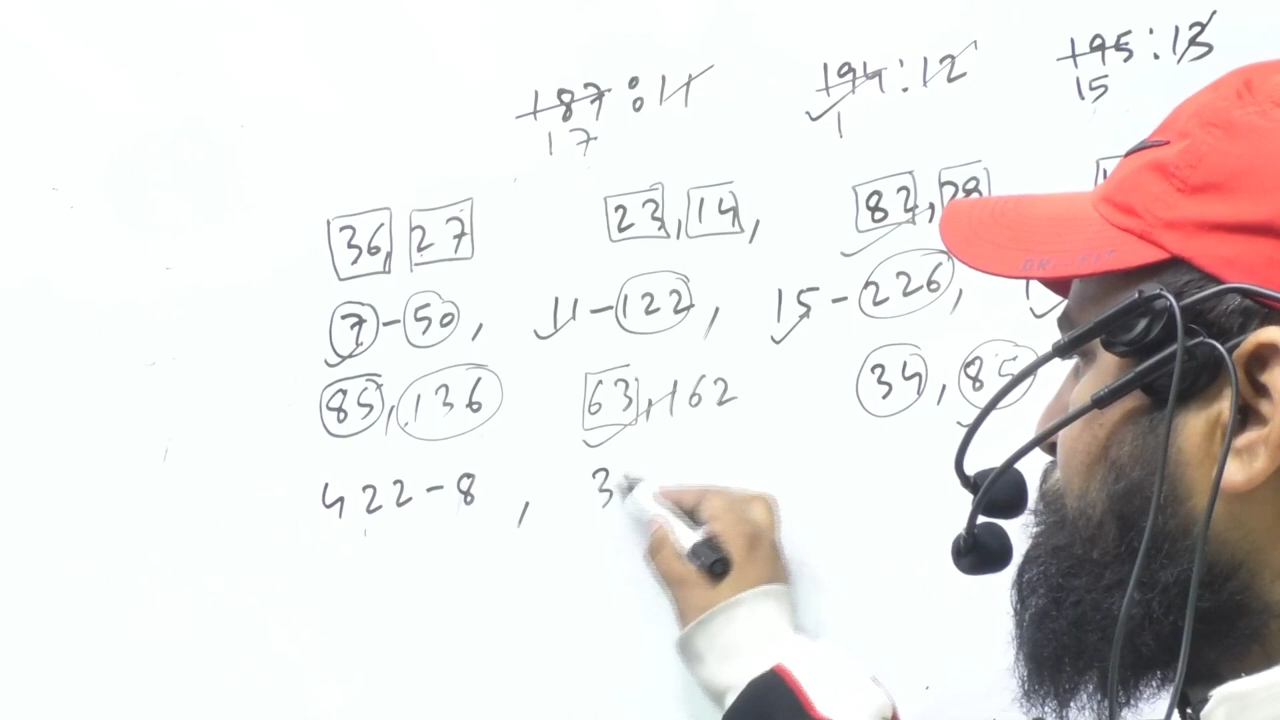 187:11 194:12 195:13
17 1 15
36, 27 23, 14, 82, 28
7-50, 11-122, 15-226,
85, 136 63, 162 34, 85
422-8, 3